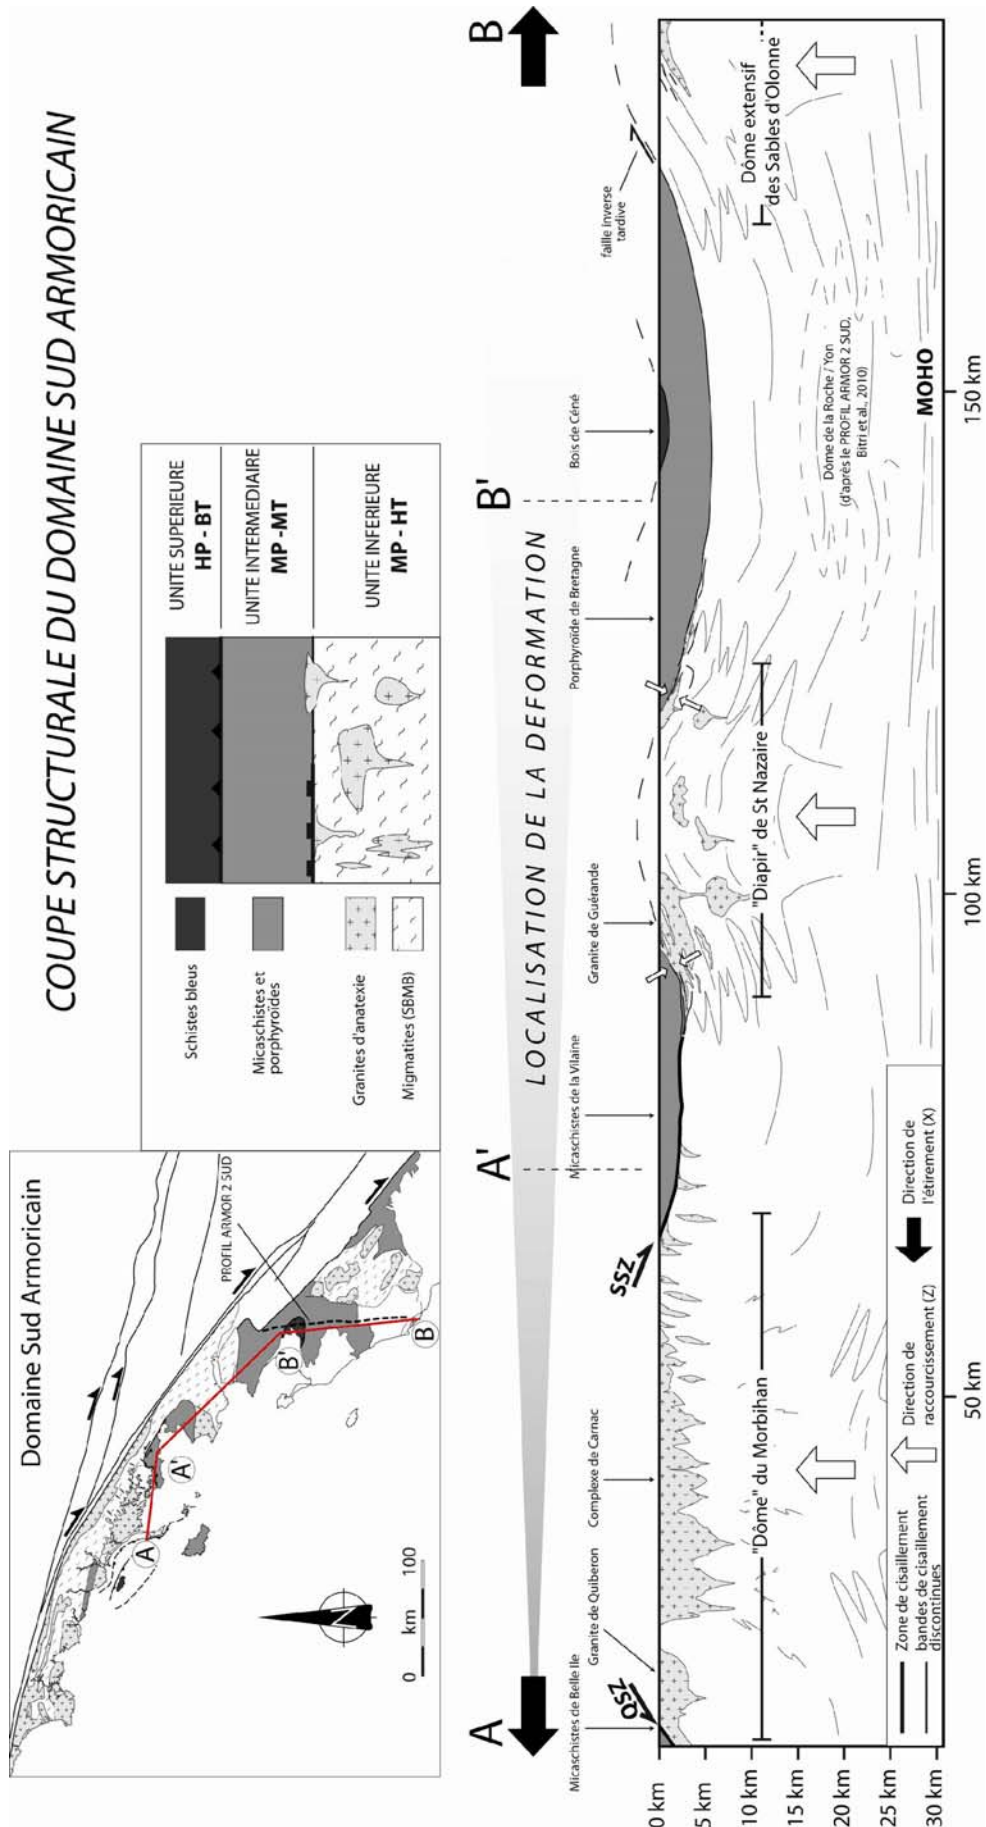 COUPE STRUCTURALE DU DOMAINE SUD ARMORICAIN
Domaine Sud Armoricain
PROFIL ARMOR 2 SUD
A
A'
B'
B
N
0
km
100
Schistes bleus
Micaschistes et
porphyroïdes
Granites d'anatexie
Migmatites (SBMB)
UNITE SUPERIEURE
HP - BT
UNITE INTERMEDIAIRE
MP -MT
UNITE INFERIEURE
MP - HT
A
A'
B'
B
LOCALISATION DE LA DEFORMATION
Micaschistes de Belle Ile
Granite de Quiberon
Complexe de Carnac
Micaschistes de la Vilaine
Granite de Guérande
Porphyroïde de Bretagne
Bois de Céné
faille inverse
tardive
QSZ
SSZ
0 km
5 km
10 km
15 km
20 km
25 km
30 km
"Dôme" du Morbihan
"Diapir" de St Nazaire
Dôme extensif
des Sables d'Olonne
Dôme de la Roche / Yon
(d'après le PROFIL ARMOR 2 SUD,
Bitri et al., 2010)
MOHO
Zone de cisaillement
bandes de cisaillement
discontinues
Direction de
raccourcissement (Z)
Direction de
l'étirement (X)
50 km
100 km
150 km